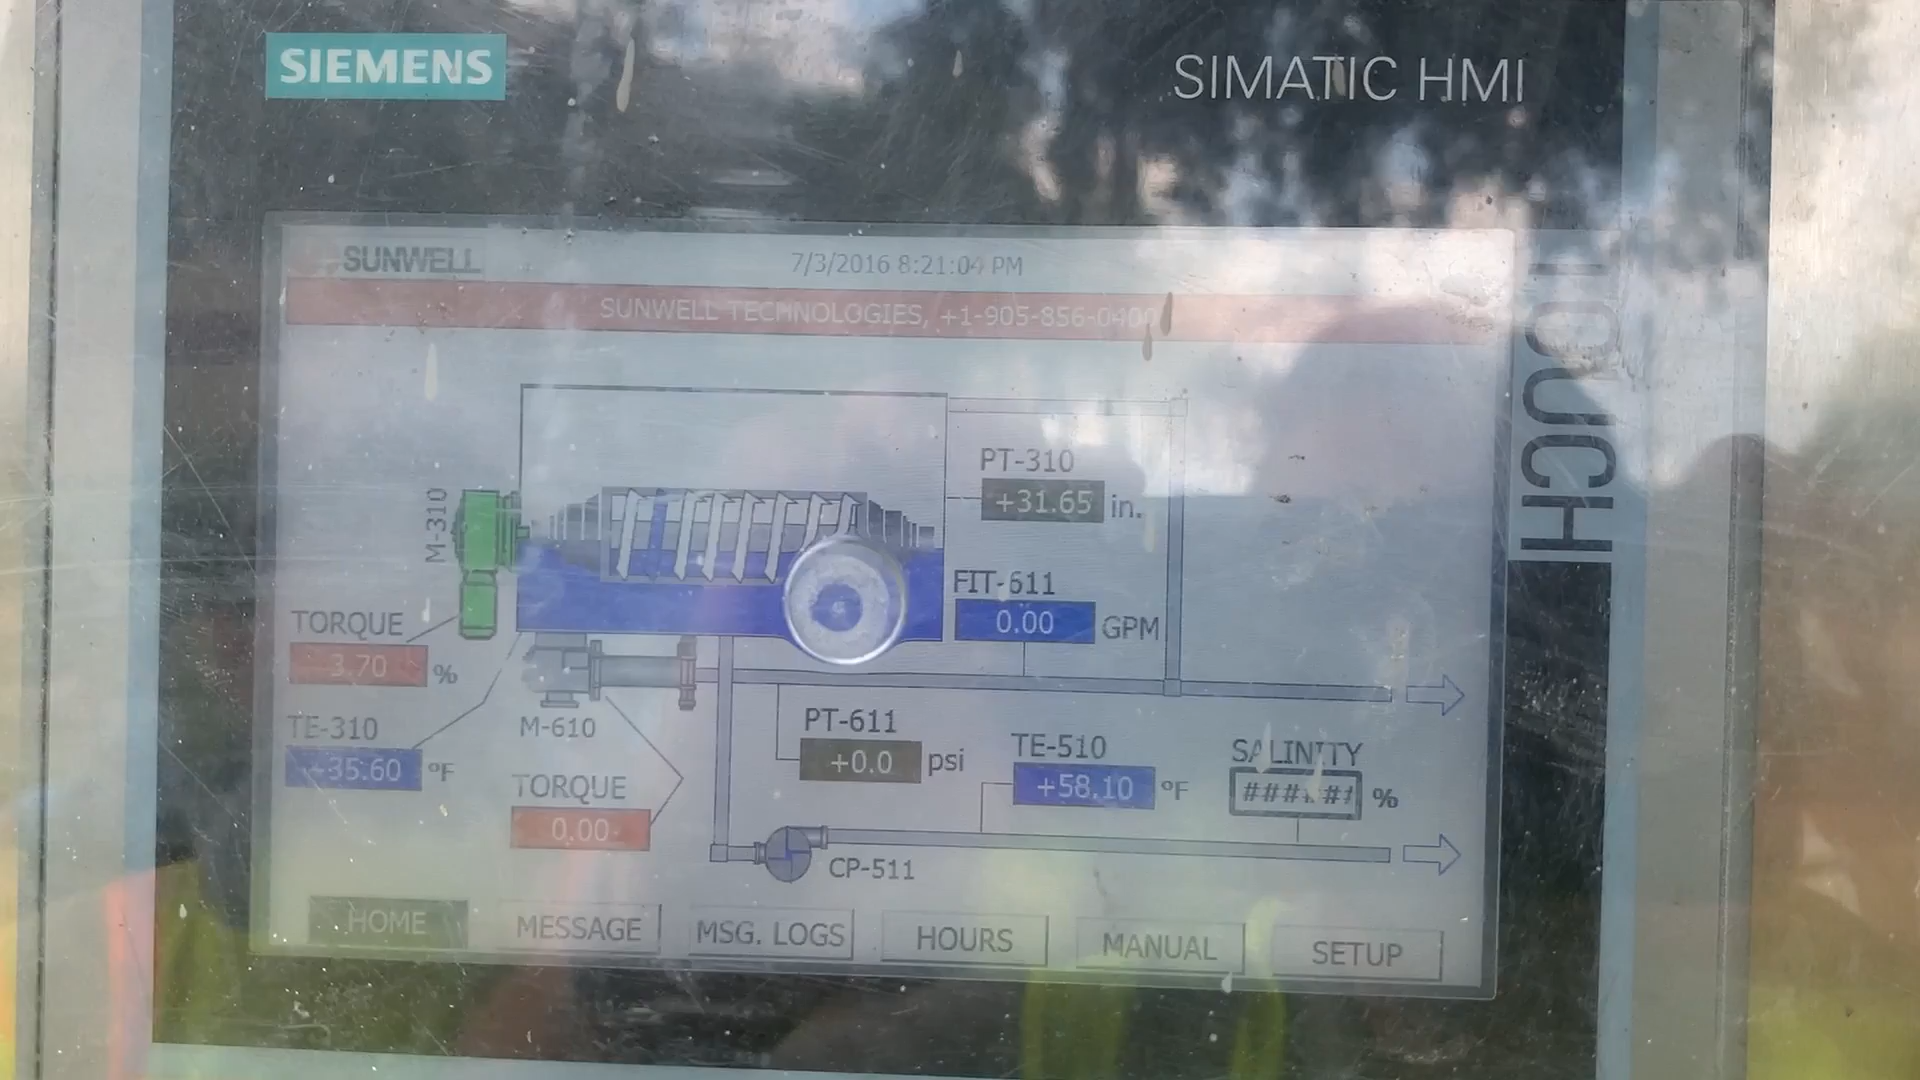 SIEMENS
SIMATIC HMI
TOUCH
SUNWELL
7/3/2016 8:21:04 PM
SUNWELL TECHNOLOGIES, +1-905-856-0400
M-310
PT-310
+31.65 in.
FIT-611
0.00 GPM
TORQUE
3.70 %
TE-310
+35.60 °F
M-610
TORQUE
0.00
PT-611
+0.0 psi
TE-510
+58.10 °F
SALINITY
###### %
CP-511
HOME MESSAGE MSG. LOGS HOURS MANUAL SETUP